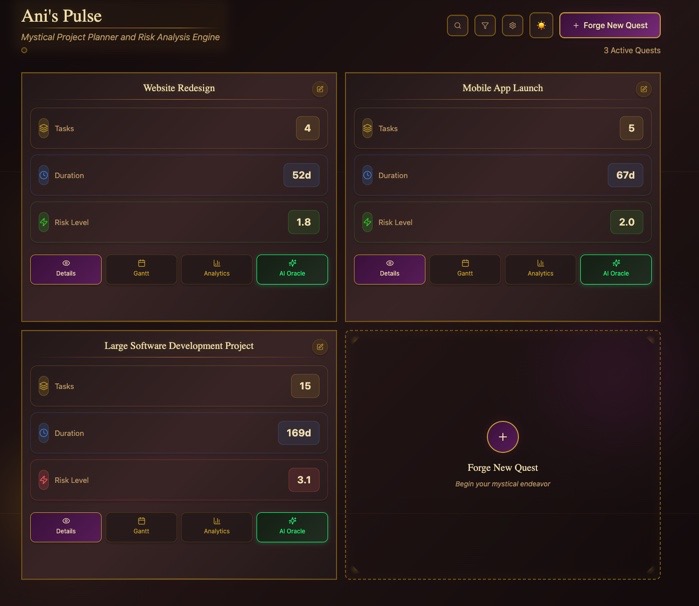 Ani's Pulse
Mystical Project Planner and Risk Analysis Engine
+ Forge New Quest
3 Active Quests
Website Redesign
Tasks 4
Duration 52d
Risk Level 1.8
Details Gantt Analytics AI Oracle
Mobile App Launch
Tasks 5
Duration 67d
Risk Level 2.0
Details Gantt Analytics AI Oracle
Large Software Development Project
Tasks 15
Duration 169d
Risk Level 3.1
Details Gantt Analytics AI Oracle
Forge New Quest
Begin your mystical endeavor